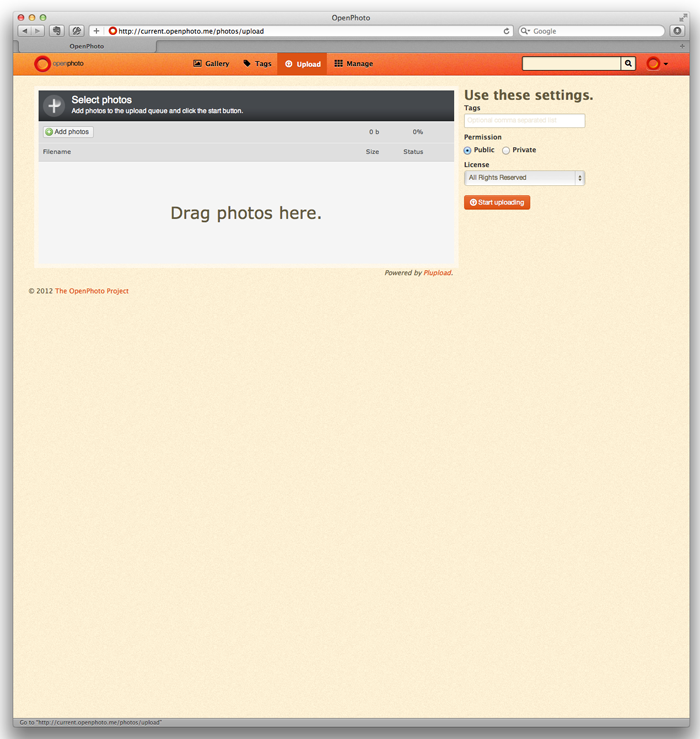 OpenPhoto
http://current.openphoto.me/photos/upload
Google
OpenPhoto
openphoto
Gallery
Tags
Upload
Manage
Select photos
Add photos to the upload queue and click the start button.
Add photos
0 b
0%
Filename
Size
Status
Drag photos here.
Powered by Plupload.
Use these settings.
Tags
Optional comma separated list
Permission
Public
Private
License
All Rights Reserved
Start uploading
© 2012 The OpenPhoto Project
Go to "http://current.openphoto.me/photos/upload"